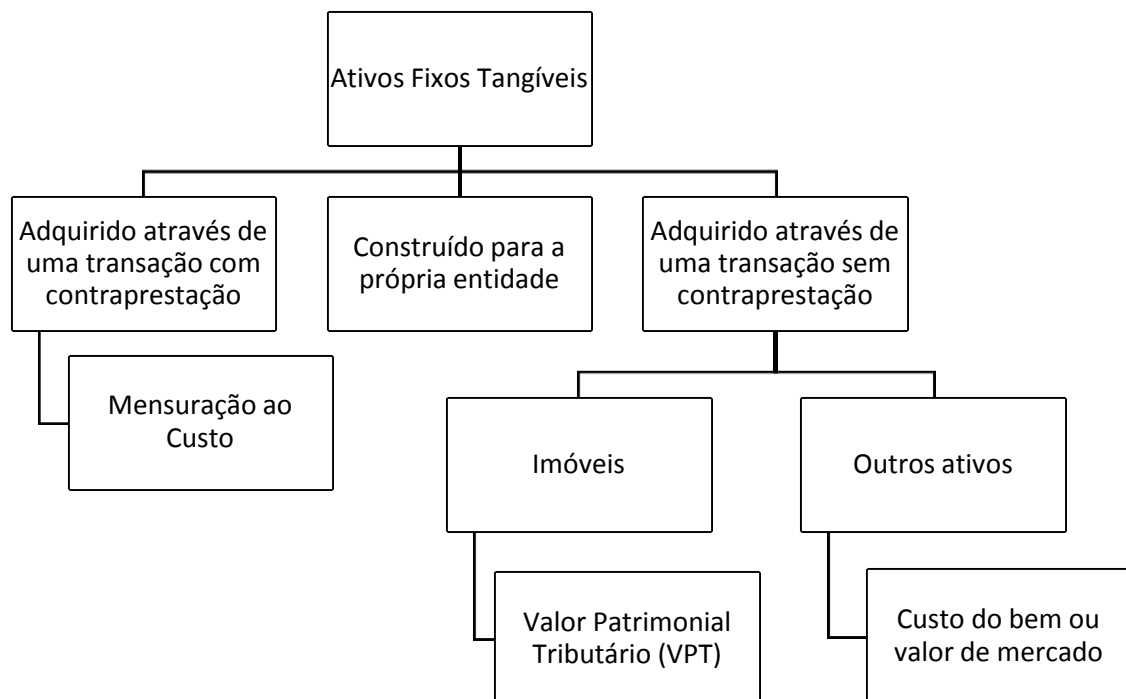 Ativos Fixos Tangíveis
Adquirido através de
uma transação com
contraprestação
Construído para a
própria entidade
Adquirido através de
uma transação sem
contraprestação
Mensuração ao
Custo
Imóveis
Outros ativos
Valor Patrimonial
Tributário (VPT)
Custo do bem ou
valor de mercado